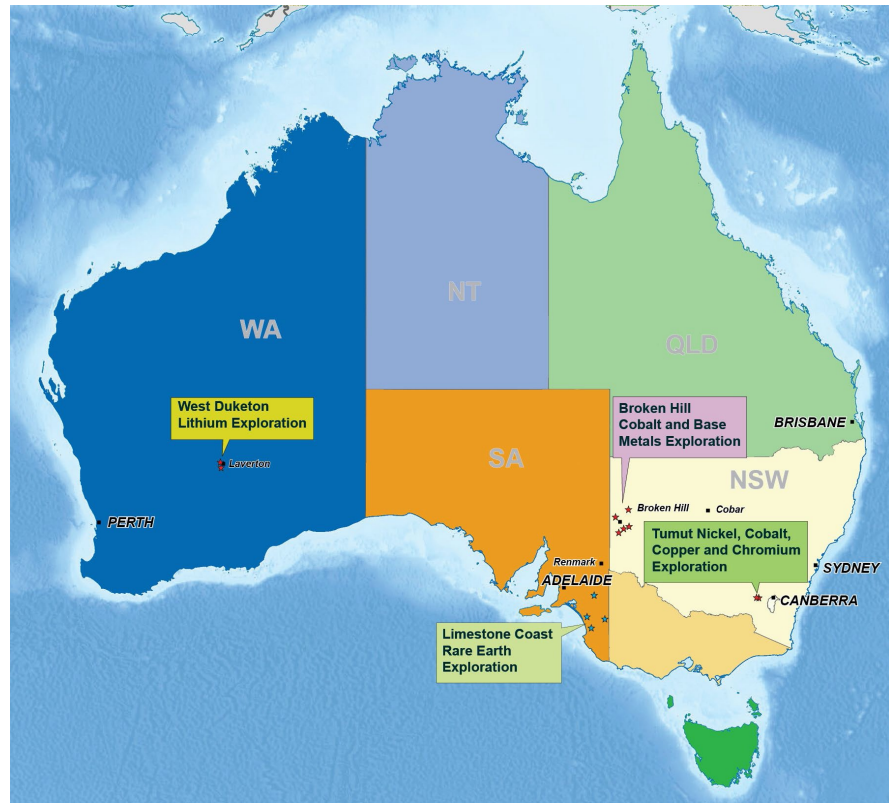 NT
WA
QLD
West Duketon
Lithium Exploration
Broken Hill
Cobalt and Base
Metals Exploration
BRISBANE
SA
Laverton
NSW
Broken Hill
Cobar
PERTH
Tumut Nickel, Cobalt,
Copper and Chromium
Exploration
Renmark
SYDNEY
ADELAIDE
CANBERRA
Limestone Coast
Rare Earth
Exploration